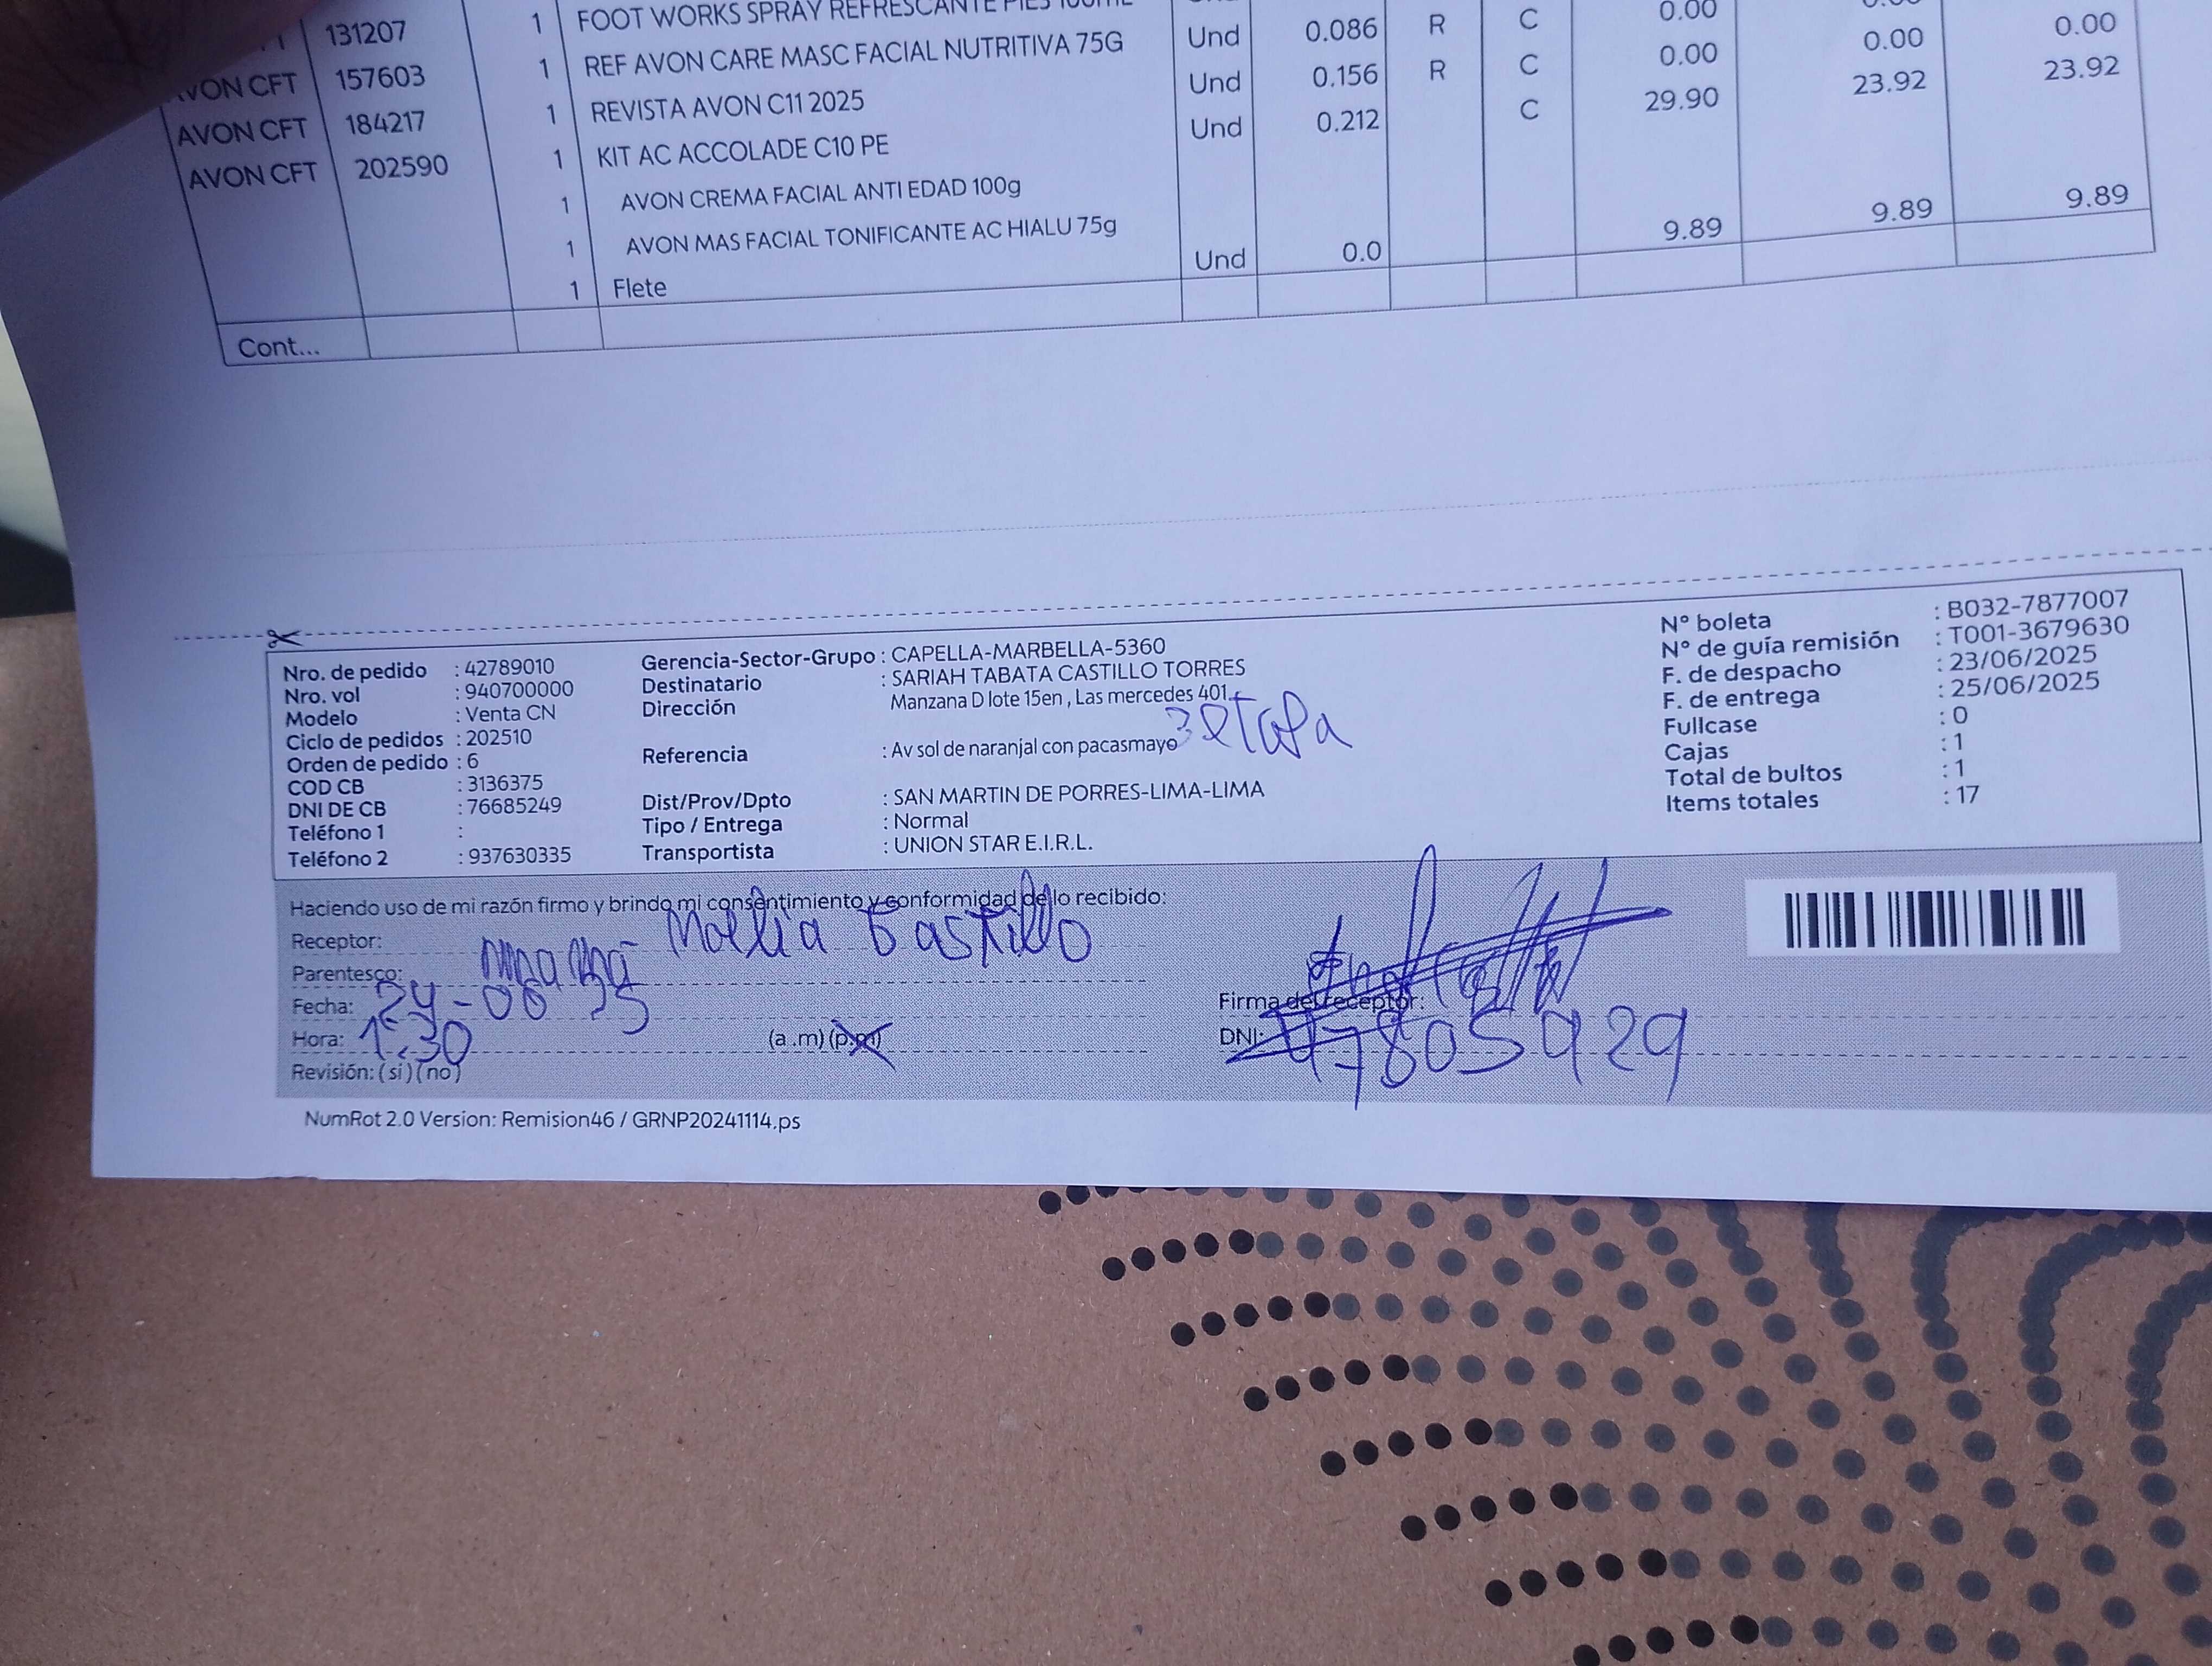 131207 1 FOOT WORKS SPRAY REFRESCANTE PIES 100ML Und 0.086 R C 0.00 0.00 0.00
AVON CFT 157603 1 REF AVON CARE MASC FACIAL NUTRITIVA 75G Und 0.156 R C 0.00 0.00
AVON CFT 184217 1 REVISTA AVON C11 2025 Und 0.212 C 29.90 23.92 23.92
AVON CFT 202590 1 KIT AC ACCOLADE C10 PE
1 AVON CREMA FACIAL ANTI EDAD 100g
1 AVON MAS FACIAL TONIFICANTE AC HIALU 75g
1 Flete Und 0.0 9.89 9.89 9.89
Cont...
Nro. de pedido : 42789010
Nro. vol : 940700000
Modelo : Venta CN
Ciclo de pedidos : 202510
Orden de pedido : 6
COD CB : 3136375
DNI DE CB : 76685249
Teléfono 1 :
Teléfono 2 : 937630335
Gerencia-Sector-Grupo : CAPELLA-MARBELLA-5360
Destinatario : SARIAH TABATA CASTILLO TORRES
Dirección Manzana D lote 15en , Las mercedes 401
3 etapa
Referencia : Av sol de naranjal con pacasmayo
Dist/Prov/Dpto : SAN MARTIN DE PORRES-LIMA-LIMA
Tipo / Entrega : Normal
Transportista : UNION STAR E.I.R.L.
N° boleta : B032-7877007
N° de guía remisión : T001-3679630
F. de despacho : 23/06/2025
F. de entrega : 25/06/2025
Fullcase : 0
Cajas : 1
Total de bultos : 1
Items totales : 17
Haciendo uso de mi razón firmo y brindo mi consentimiento y conformidad de lo recibido:
Receptor: Castillo
Parentesco: mamá
Fecha: 24-06 25
Hora: 1:30 (a.m) (p.m)
Revisión: (si) (no)
Firma del receptor:
DNI: 47805929
NumRot 2.0 Version: Remision46 / GRNP20241114.ps